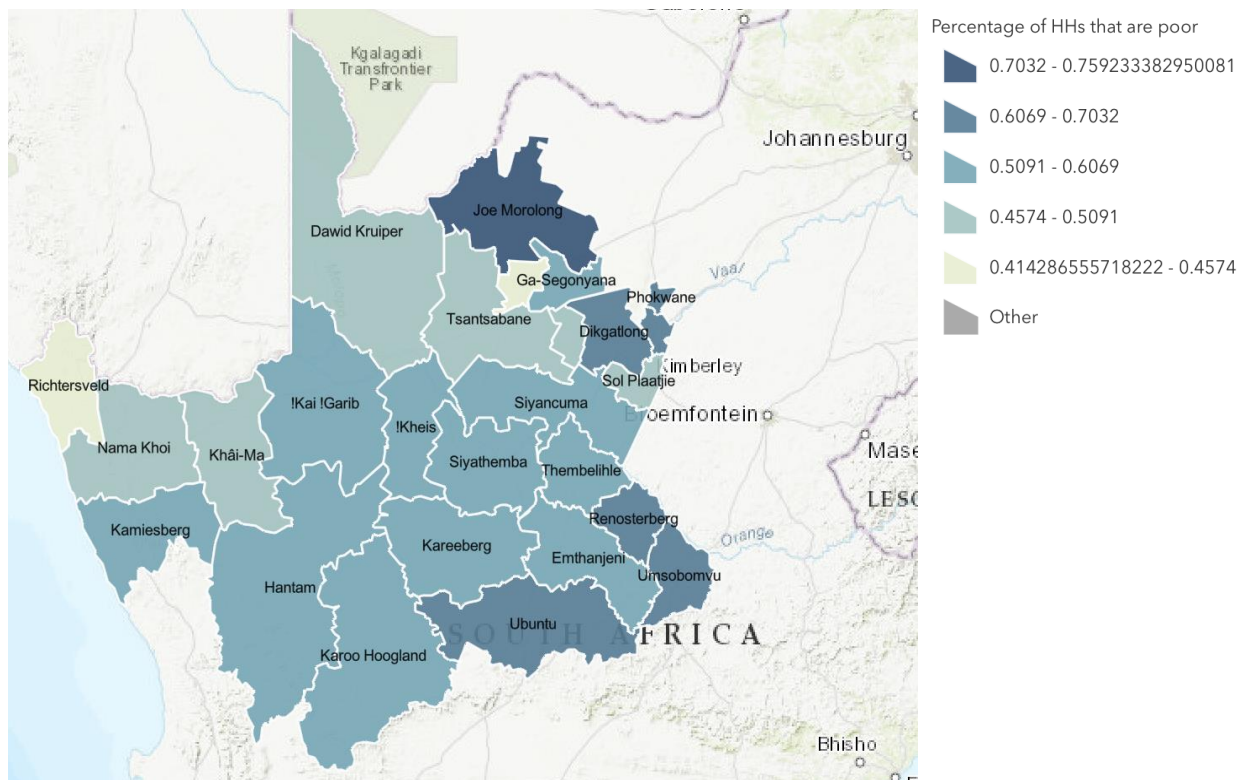 Kgalagadi
Transfrontier
Park
Johannesburg
Joe Morolong
Dawid Kruiper
Ga-Segonyana
Vaal
Phokwane
Tsantsabane
Dikgatlong
Kimberley
Richtersveld
Sol Plaatjie
!Kai !Garib
Siyancuma
Broemfontein
!Kheis
Nama Khoi
Khâi-Ma
Mase
Siyathemba
Thembelihle
LESO
Renosterberg
Kamiesberg
Orange
Kareeberg
Emthanjeni
Umsobomvu
Hantam
Ubuntu
SOUTH AFRICA
Karoo Hoogland
Bhisho
Percentage of HHs that are poor
0.7032 - 0.759233382950081
0.6069 - 0.7032
0.5091 - 0.6069
0.4574 - 0.5091
0.414286555718222 - 0.4574
Other